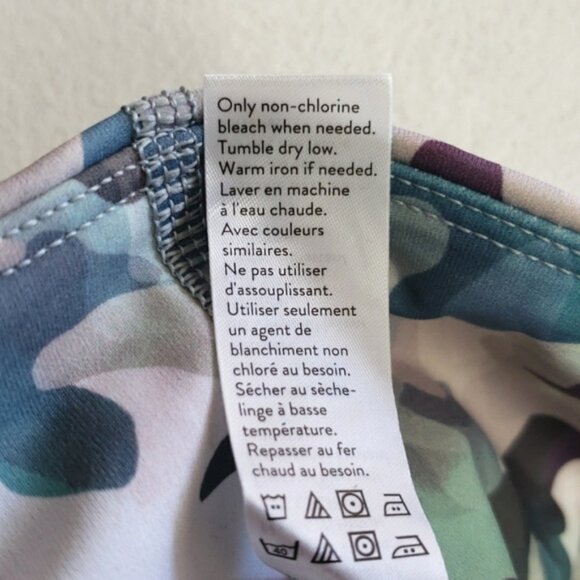 Only non-chlorine
bleach when needed.
Tumble dry low.
Warm iron if needed.
Laver en machine
à l'eau chaude.
Avec couleurs
similaires.
Ne pas utiliser
d'assouplissant.
Utiliser seulement
un agent de
blanchiment non
chloré au besoin.
Sécher au sèche-
linge à basse
température.
Repasser au fer
chaud au besoin.
40